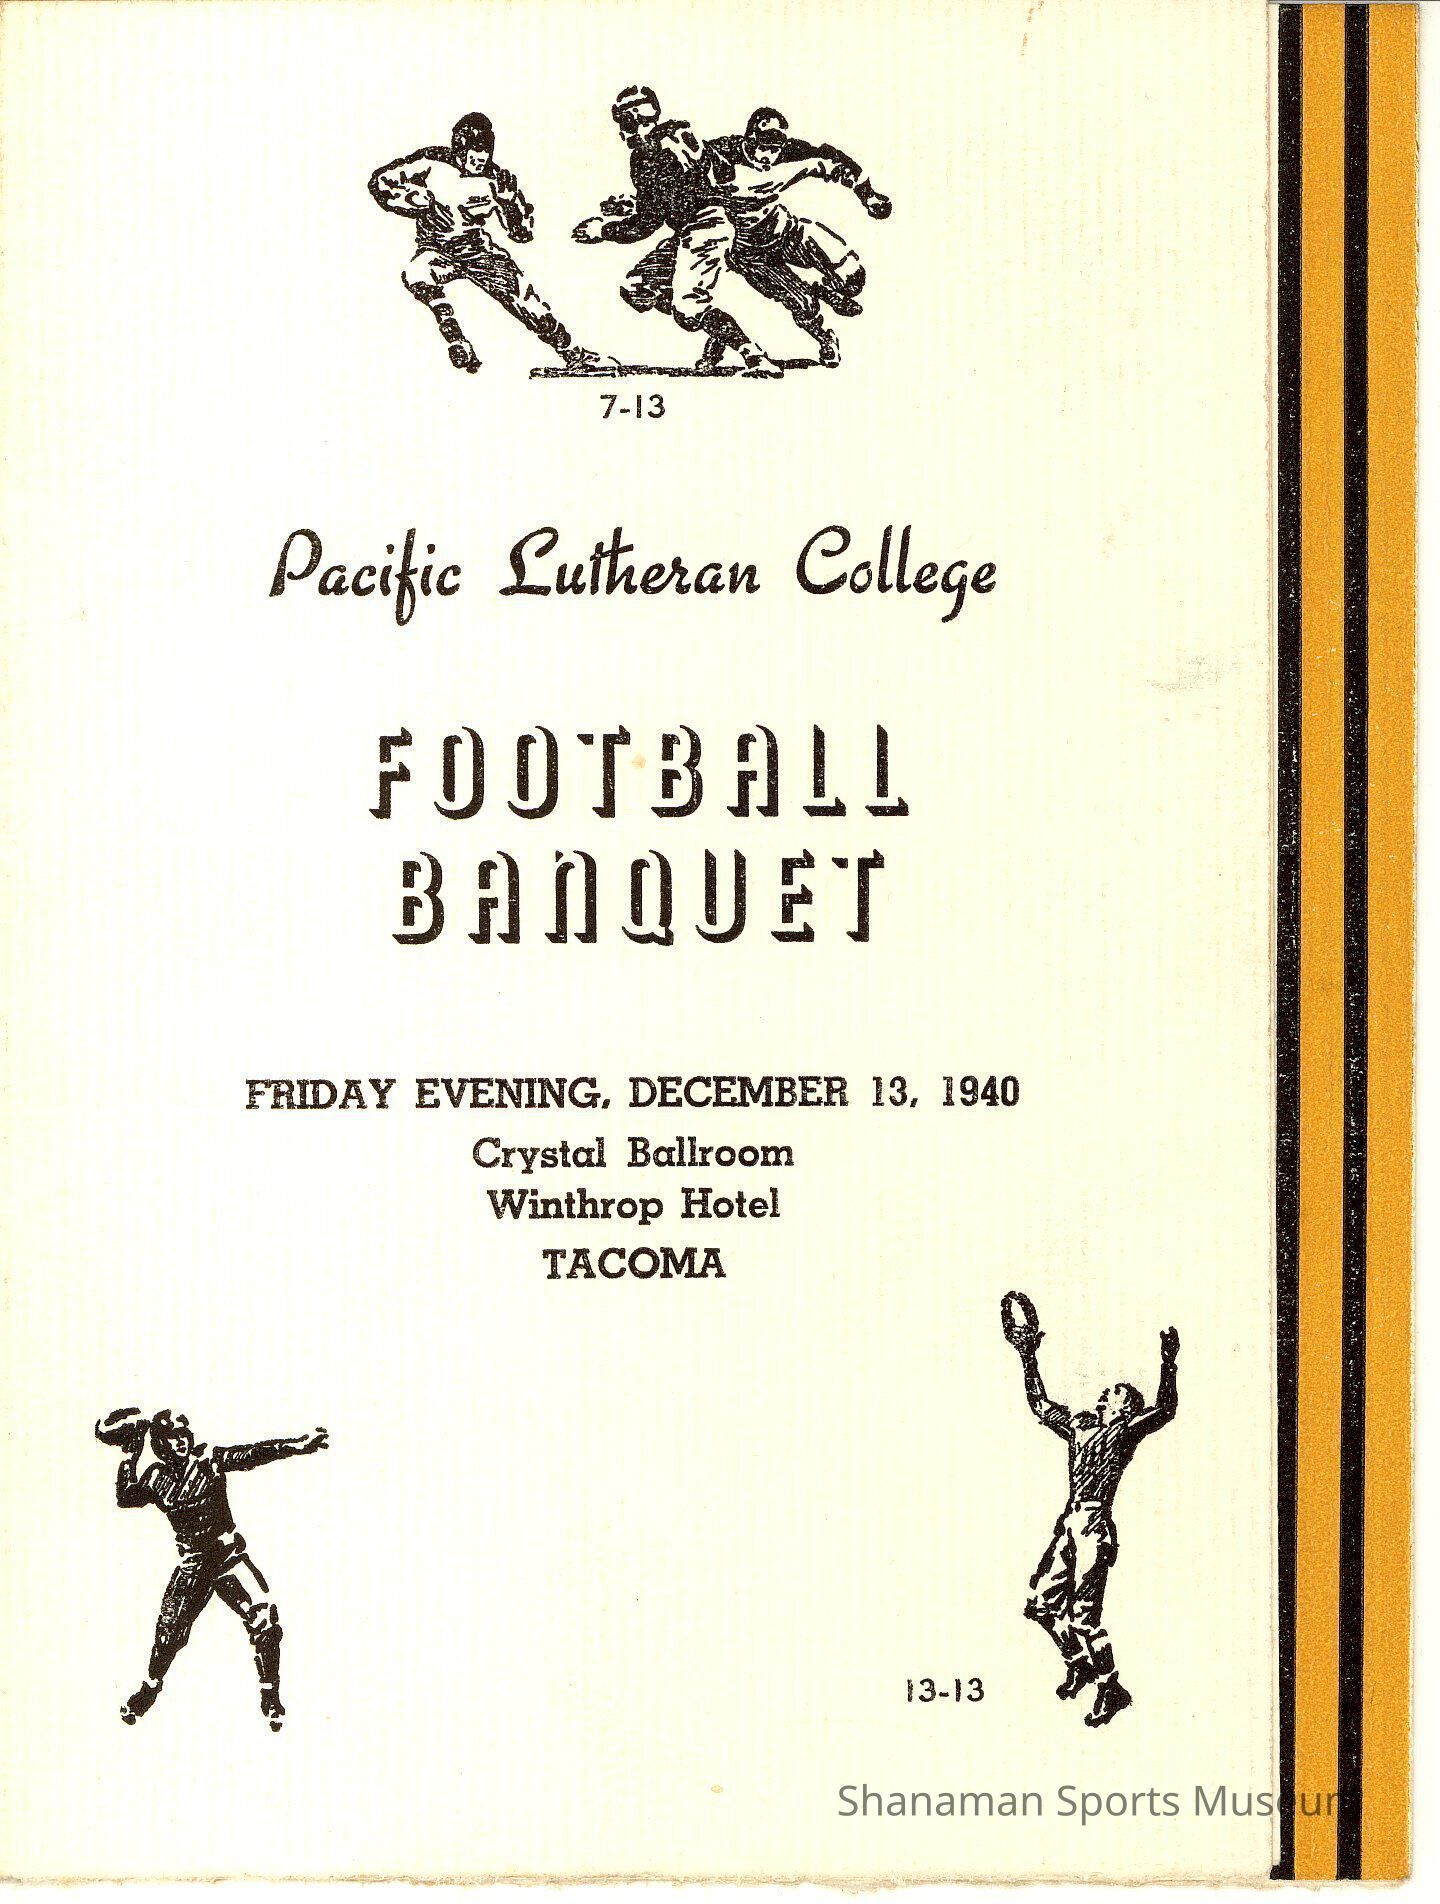 7-13
Pacific Lutheran College
FOOTBALL
BANQUET
FRIDAY EVENING, DECEMBER 13, 1940
Crystal Ballroom
Winthrop Hotel
TACOMA
13-13
Shanaman Sports Museum